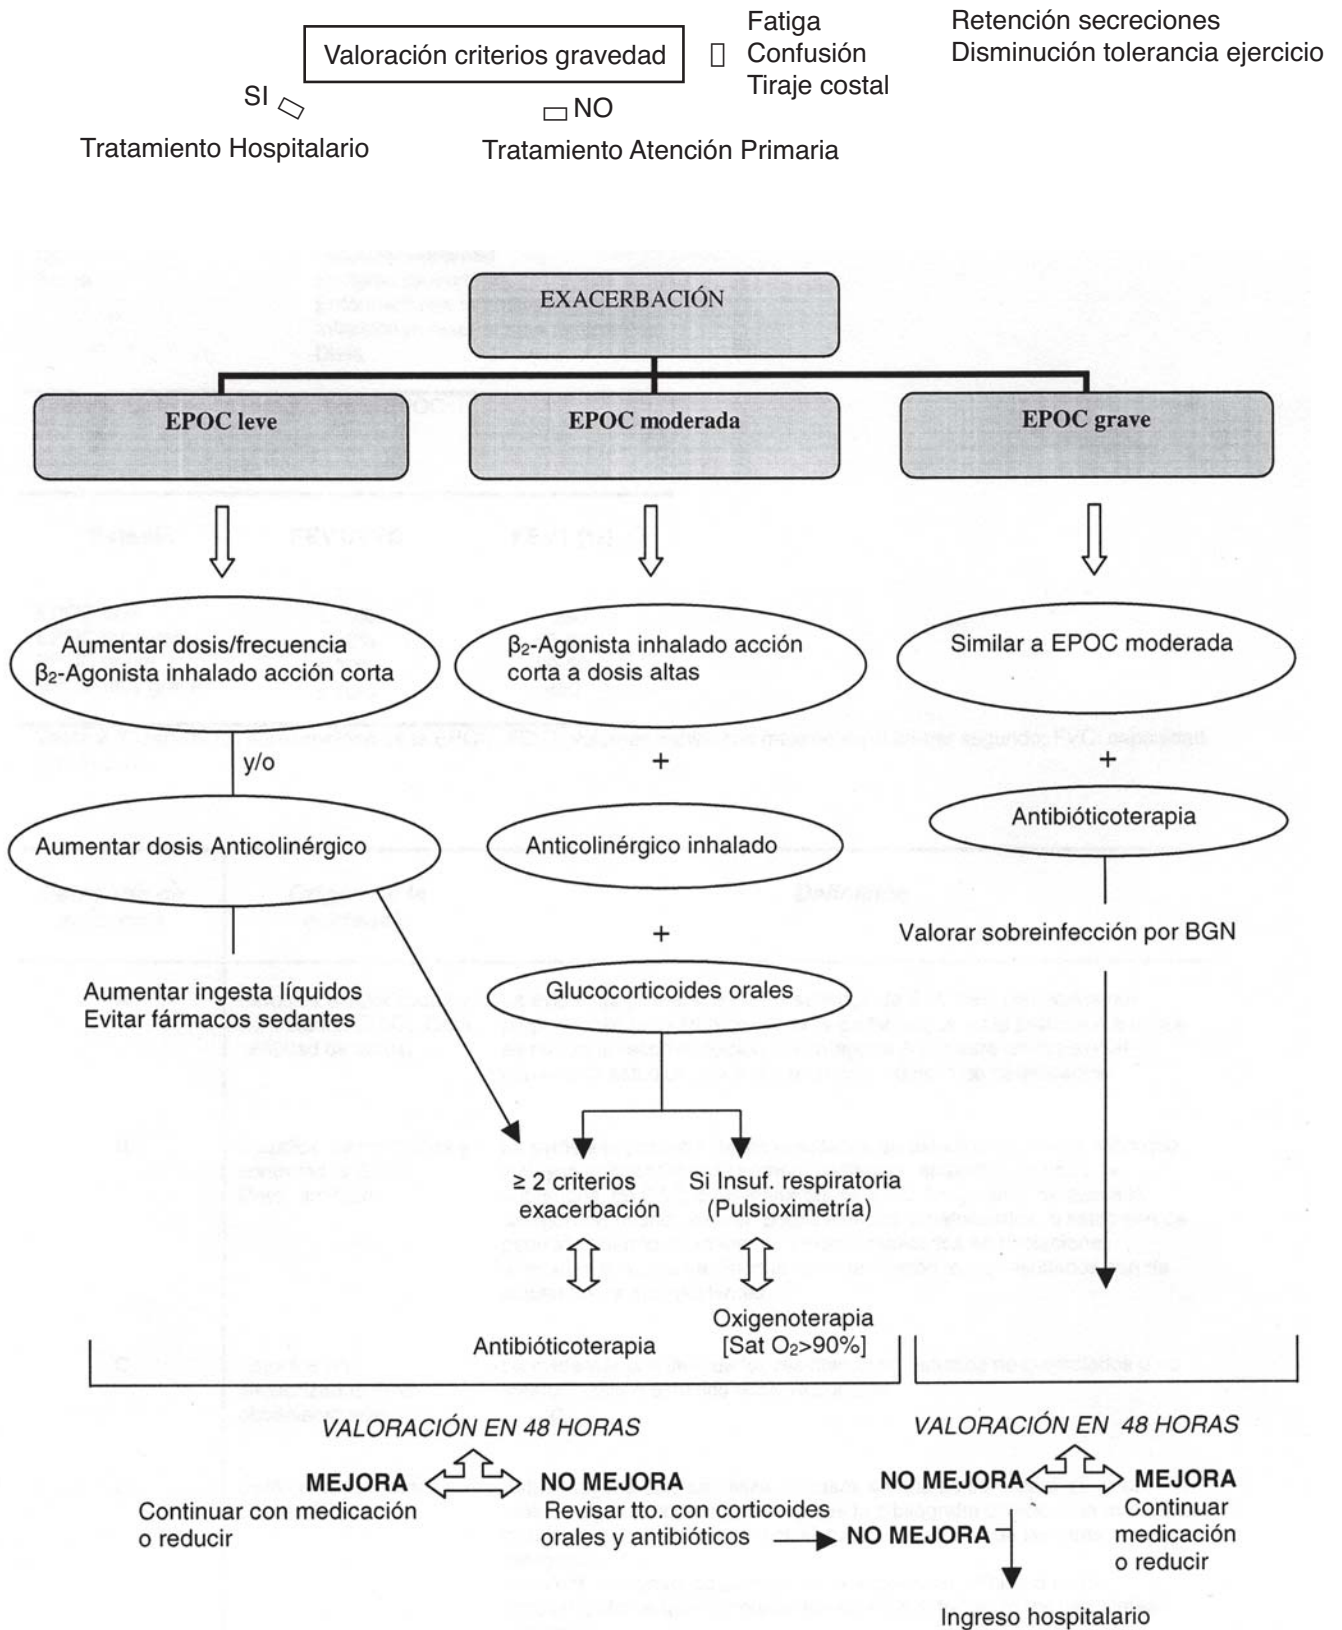 Fatiga
Confusión
Tiraje costal
Retención secreciones
Disminución tolerancia ejercicio
Valoración criterios gravedad
SI
NO
Tratamiento Hospitalario
Tratamiento Atención Primaria
EXACERBACIÓN
EPOC leve
EPOC moderada
EPOC grave
Aumentar dosis/frecuencia
β₂-Agonista inhalado acción corta
β₂-Agonista inhalado acción
corta a dosis altas
Similar a EPOC moderada
y/o
+
+
Aumentar dosis Anticolinérgico
Anticolinérgico inhalado
Antibióticoterapia
+
Valorar sobreinfección por BGN
Aumentar ingesta líquidos
Evitar fármacos sedantes
Glucocorticoides orales
≥ 2 criterios
exacerbación
Si Insuf. respiratoria
(Pulsioximetría)
Antibióticoterapia
Oxigenoterapia
[Sat O₂>90%]
VALORACIÓN EN 48 HORAS
MEJORA
Continuar con medicación
o reducir
NO MEJORA
Revisar tto. con corticoides
orales y antibióticos
VALORACIÓN EN 48 HORAS
NO MEJORA
MEJORA
Continuar
medicación
o reducir
NO MEJORA
Ingreso hospitalario